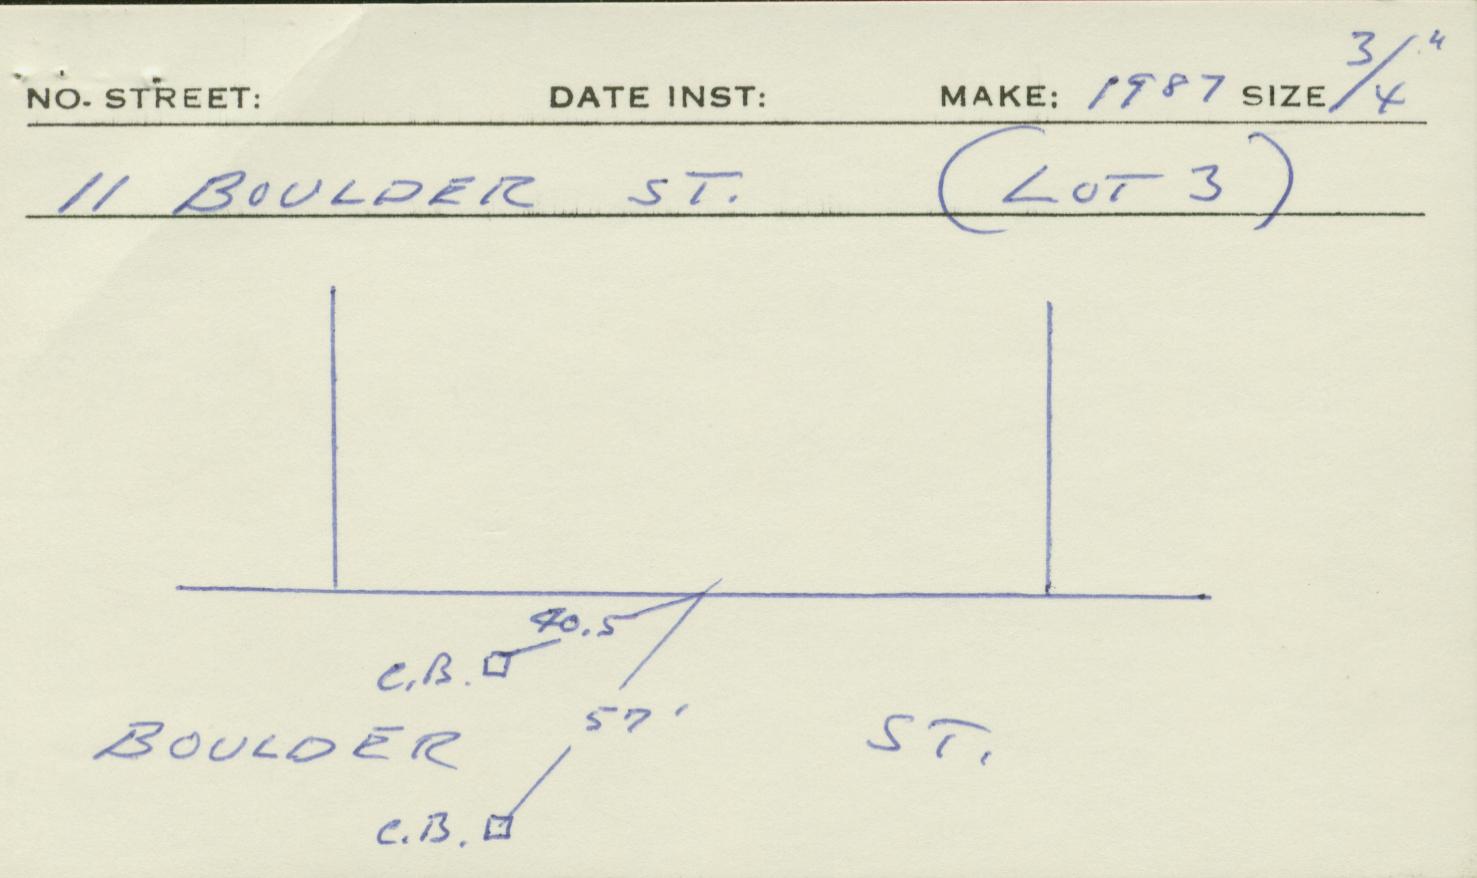 NO. STREET: DATE INST: MAKE: 1987 SIZE 3/4"
11 BOULDER ST. (LOT 3)
40.5
C.B.
57'
BOULDER ST.
C.B.